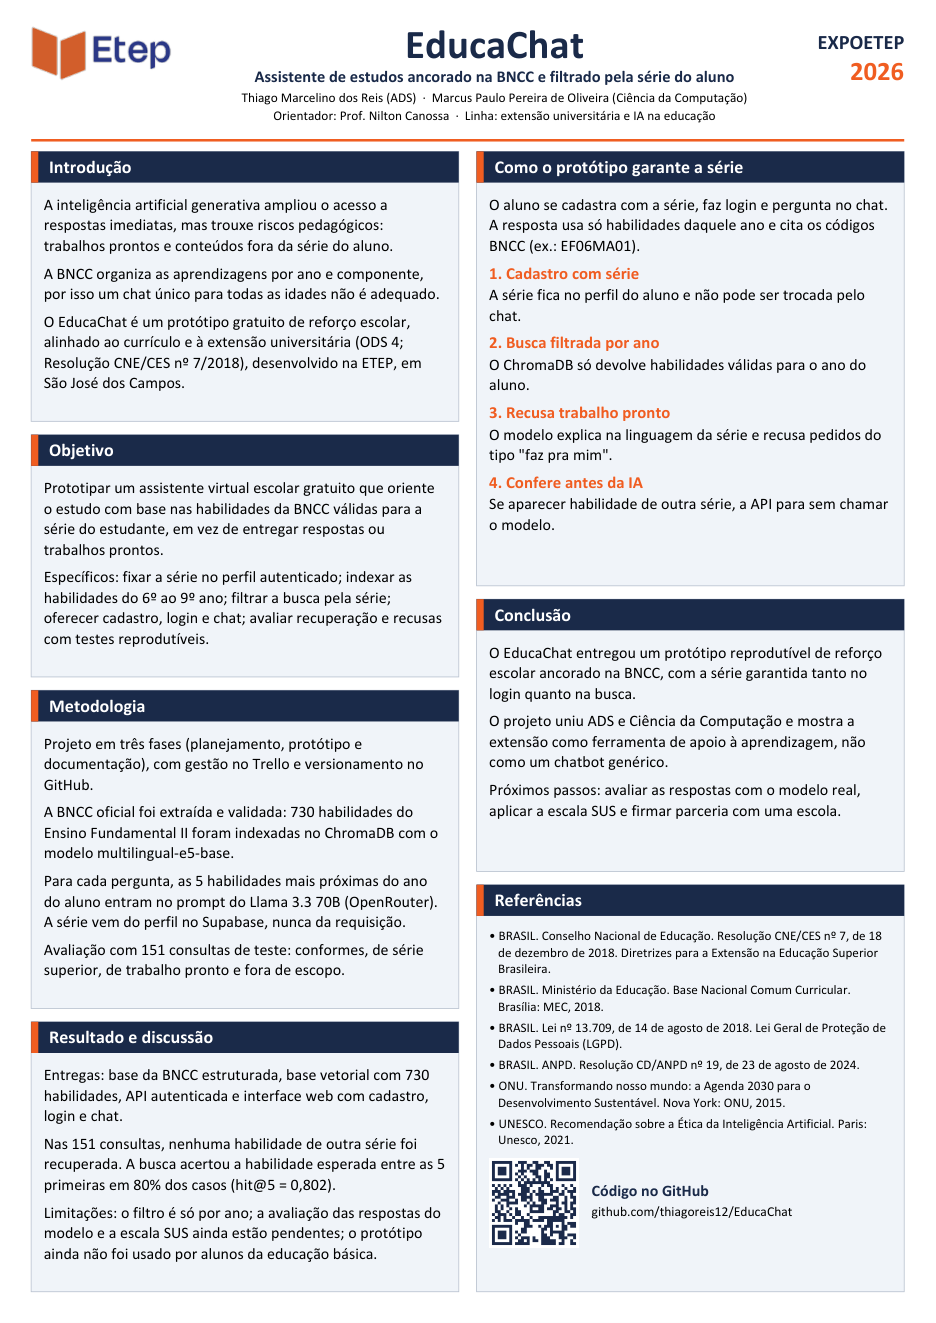 Etep
EducaChat
Assistente de estudos ancorado na BNCC e filtrado pela série do aluno
Thiago Marcelino dos Reis (ADS) · Marcus Paulo Pereira de Oliveira (Ciência da Computação)
Orientador: Prof. Nilton Canossa · Linha: extensão universitária e IA na educação
EXPOETEP
2026
Introdução
A inteligência artificial generativa ampliou o acesso a
respostas imediatas, mas trouxe riscos pedagógicos:
trabalhos prontos e conteúdos fora da série do aluno.
A BNCC organiza as aprendizagens por ano e componente,
por isso um chat único para todas as idades não é adequado.
O EducaChat é um protótipo gratuito de reforço escolar,
alinhado ao currículo e à extensão universitária (ODS 4;
Resolução CNE/CES nº 7/2018), desenvolvido na ETEP, em
São José dos Campos.
Objetivo
Prototipar um assistente virtual escolar gratuito que oriente
o estudo com base nas habilidades da BNCC válidas para a
série do estudante, em vez de entregar respostas ou
trabalhos prontos.
Específicos: fixar a série no perfil autenticado; indexar as
habilidades do 6º ao 9º ano; filtrar a busca pela série;
oferecer cadastro, login e chat; avaliar recuperação e recusas
com testes reprodutíveis.
Metodologia
Projeto em três fases (planejamento, protótipo e
documentação), com gestão no Trello e versionamento no
GitHub.
A BNCC oficial foi extraída e validada: 730 habilidades do
Ensino Fundamental II foram indexadas no ChromaDB com o
modelo multilingual-e5-base.
Para cada pergunta, as 5 habilidades mais próximas do ano
do aluno entram no prompt do Llama 3.3 70B (OpenRouter).
A série vem do perfil no Supabase, nunca da requisição.
Avaliação com 151 consultas de teste: conformes, de série
superior, de trabalho pronto e fora de escopo.
Resultado e discussão
Entregas: base da BNCC estruturada, base vetorial com 730
habilidades, API autenticada e interface web com cadastro,
login e chat.
Nas 151 consultas, nenhuma habilidade de outra série foi
recuperada. A busca acertou a habilidade esperada entre as 5
primeiras em 80% dos casos (hit@5 = 0,802).
Limitações: o filtro é só por ano; a avaliação das respostas do
modelo e a escala SUS ainda estão pendentes; o protótipo
ainda não foi usado por alunos da educação básica.
Como o protótipo garante a série
O aluno se cadastra com a série, faz login e pergunta no chat.
A resposta usa só habilidades daquele ano e cita os códigos
BNCC (ex.: EF06MA01).
1. Cadastro com série
A série fica no perfil do aluno e não pode ser trocada pelo
chat.
2. Busca filtrada por ano
O ChromaDB só devolve habilidades válidas para o ano do
aluno.
3. Recusa trabalho pronto
O modelo explica na linguagem da série e recusa pedidos do
tipo "faz pra mim".
4. Confere antes da IA
Se aparecer habilidade de outra série, a API para sem chamar
o modelo.
Conclusão
O EducaChat entregou um protótipo reprodutível de reforço
escolar ancorado na BNCC, com a série garantida tanto no
login quanto na busca.
O projeto uniu ADS e Ciência da Computação e mostra a
extensão como ferramenta de apoio à aprendizagem, não
como um chatbot genérico.
Próximos passos: avaliar as respostas com o modelo real,
aplicar a escala SUS e firmar parceria com uma escola.
Referências
• BRASIL. Conselho Nacional de Educação. Resolução CNE/CES nº 7, de 18
de dezembro de 2018. Diretrizes para a Extensão na Educação Superior
Brasileira.
• BRASIL. Ministério da Educação. Base Nacional Comum Curricular.
Brasília: MEC, 2018.
• BRASIL. Lei nº 13.709, de 14 de agosto de 2018. Lei Geral de Proteção de
Dados Pessoais (LGPD).
• BRASIL. ANPD. Resolução CD/ANPD nº 19, de 23 de agosto de 2024.
• ONU. Transformando nosso mundo: a Agenda 2030 para o
Desenvolvimento Sustentável. Nova York: ONU, 2015.
• UNESCO. Recomendação sobre a Ética da Inteligência Artificial. Paris:
Unesco, 2021.
Código no GitHub
github.com/thiagoreis12/EducaChat